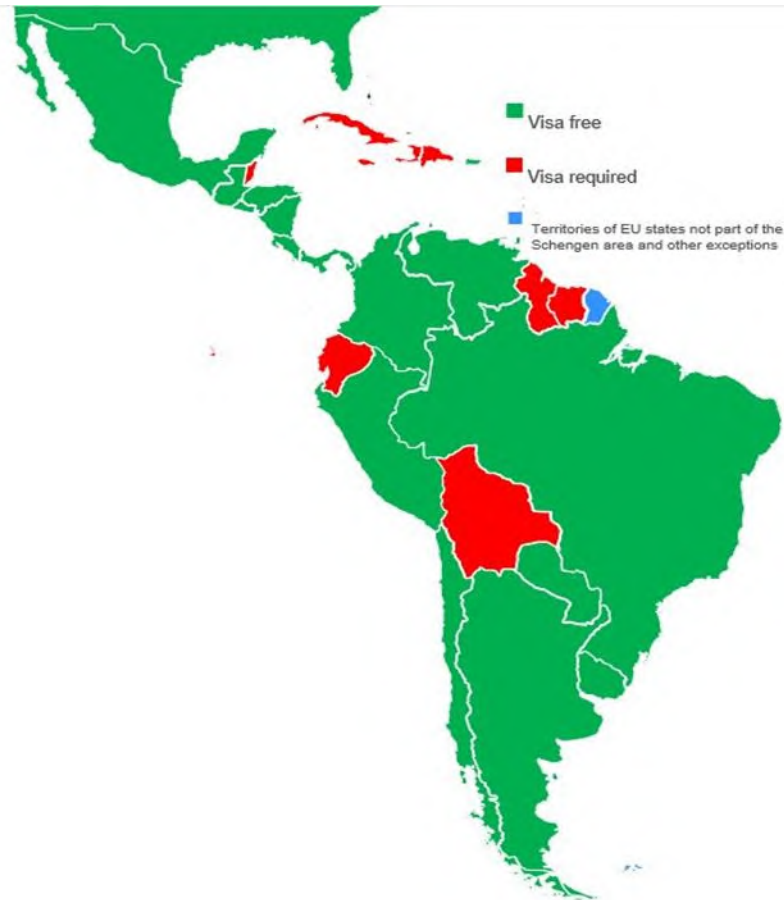 Visa free
Visa required
Territories of EU states not part of the
Schengen area and other exceptions